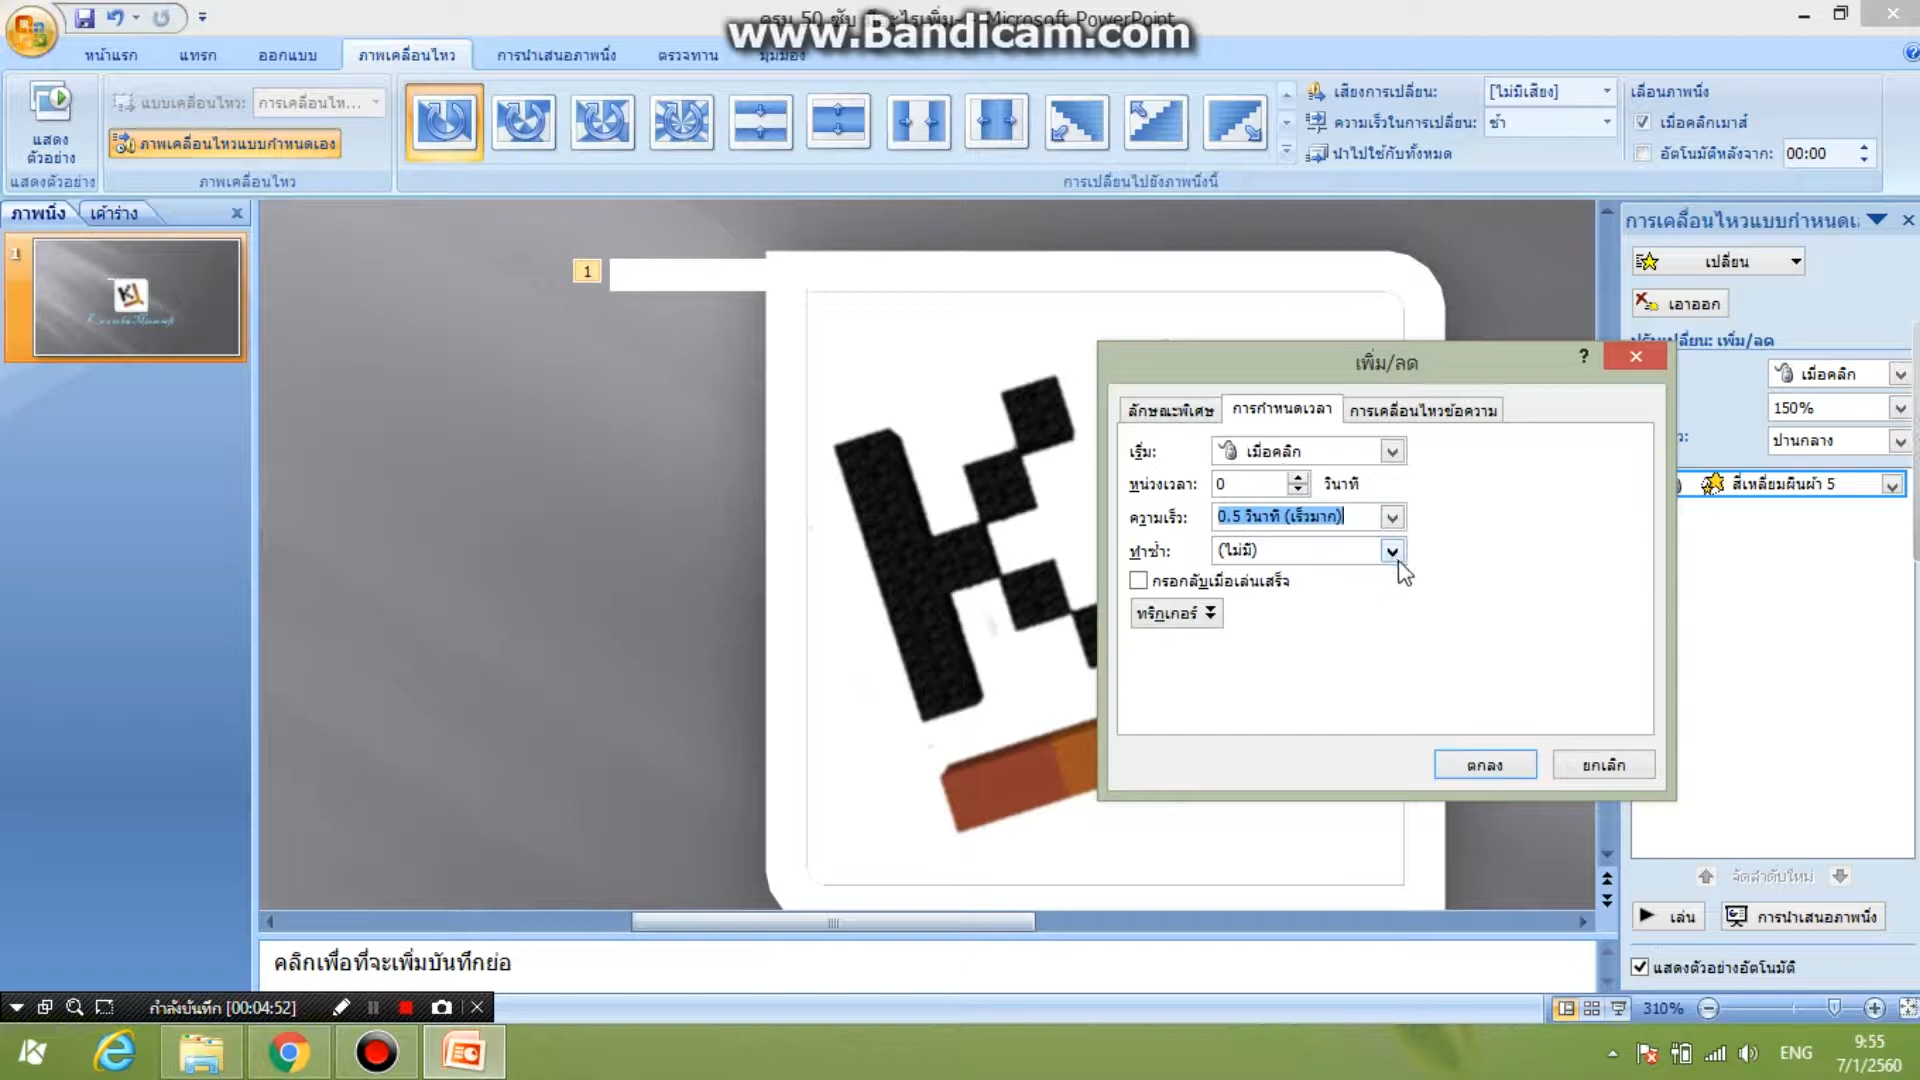 www.Bandicam.com
Microsoft PowerPoint
หน้าแรก แทรก ออกแบบ ภาพเคลื่อนไหว การนำเสนอภาพนิ่ง ตรวจทาน มุมมอง
แสดง
ตัวอย่าง
แสดงตัวอย่าง
แบบเคลื่อนไหว: การเคลื่อนไห...
ภาพเคลื่อนไหวแบบกำหนดเอง
ภาพเคลื่อนไหว
การเปลี่ยนไปยังภาพนิ่งนี้
เสียงการเปลี่ยน: [ไม่มีเสียง]
ความเร็วในการเปลี่ยน: ช้า
นำไปใช้กับทั้งหมด
เลื่อนภาพนิ่ง
เมื่อคลิกเมาส์
อัตโนมัติหลังจาก: 00:00
ภาพนิ่ง เค้าร่าง
1
1
การเคลื่อนไหวแบบกำหนดเ
เปลี่ยน
เอาออก
ปรับเปลี่ยน: เพิ่ม/ลด
เมื่อคลิก
150%
ปานกลาง
สี่เหลี่ยมผืนผ้า 5
เพิ่ม/ลด
ลักษณะพิเศษ การกำหนดเวลา การเคลื่อนไหวข้อความ
เริ่ม: เมื่อคลิก
หน่วงเวลา: 0 วินาที
ความเร็ว: 0.5 วินาที (เร็วมาก)
ทำซ้ำ: (ไม่มี)
กรอกลับเมื่อเล่นเสร็จ
ทริกเกอร์
ตกลง ยกเลิก
จัดลำดับใหม่
เล่น การนำเสนอภาพนิ่ง
แสดงตัวอย่างอัตโนมัติ
คลิกเพื่อที่จะเพิ่มบันทึกย่อ
กำลังบันทึก [00:04:52]
310%
ENG
9:55
7/1/2560